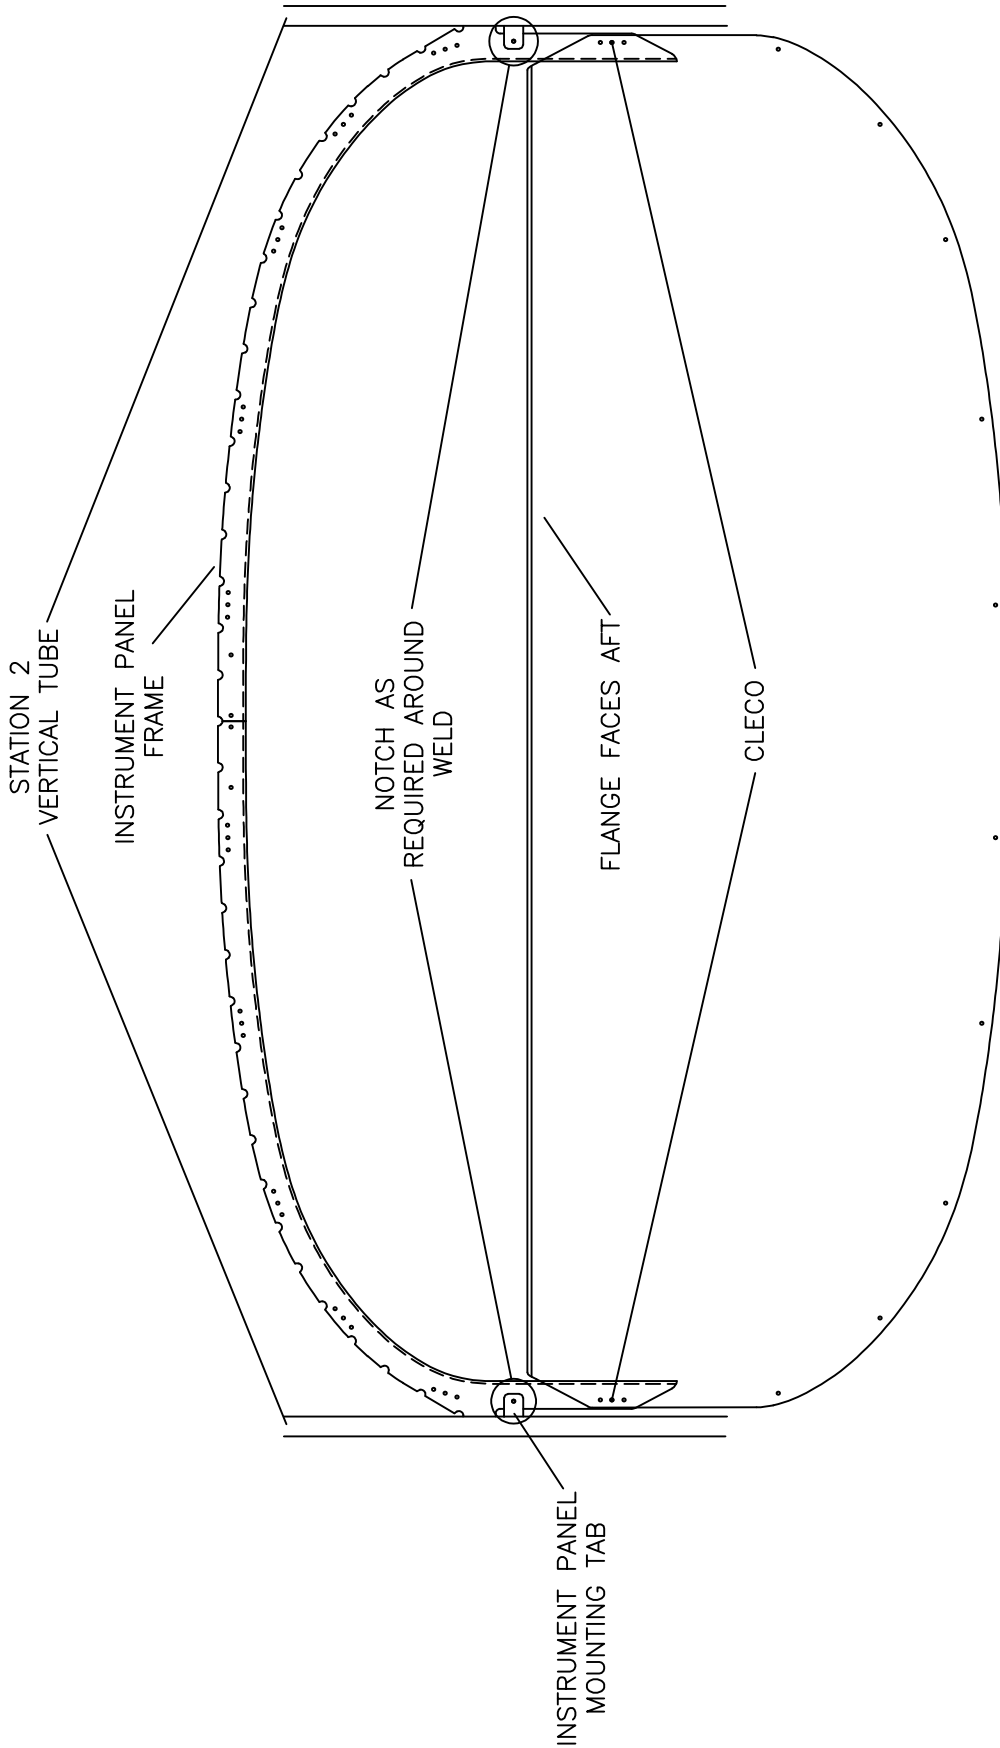 STATION 2
VERTICAL TUBE
INSTRUMENT PANEL
FRAME
NOTCH AS
REQUIRED AROUND
WELD
FLANGE FACES AFT
CLECO
INSTRUMENT PANEL
MOUNTING TAB